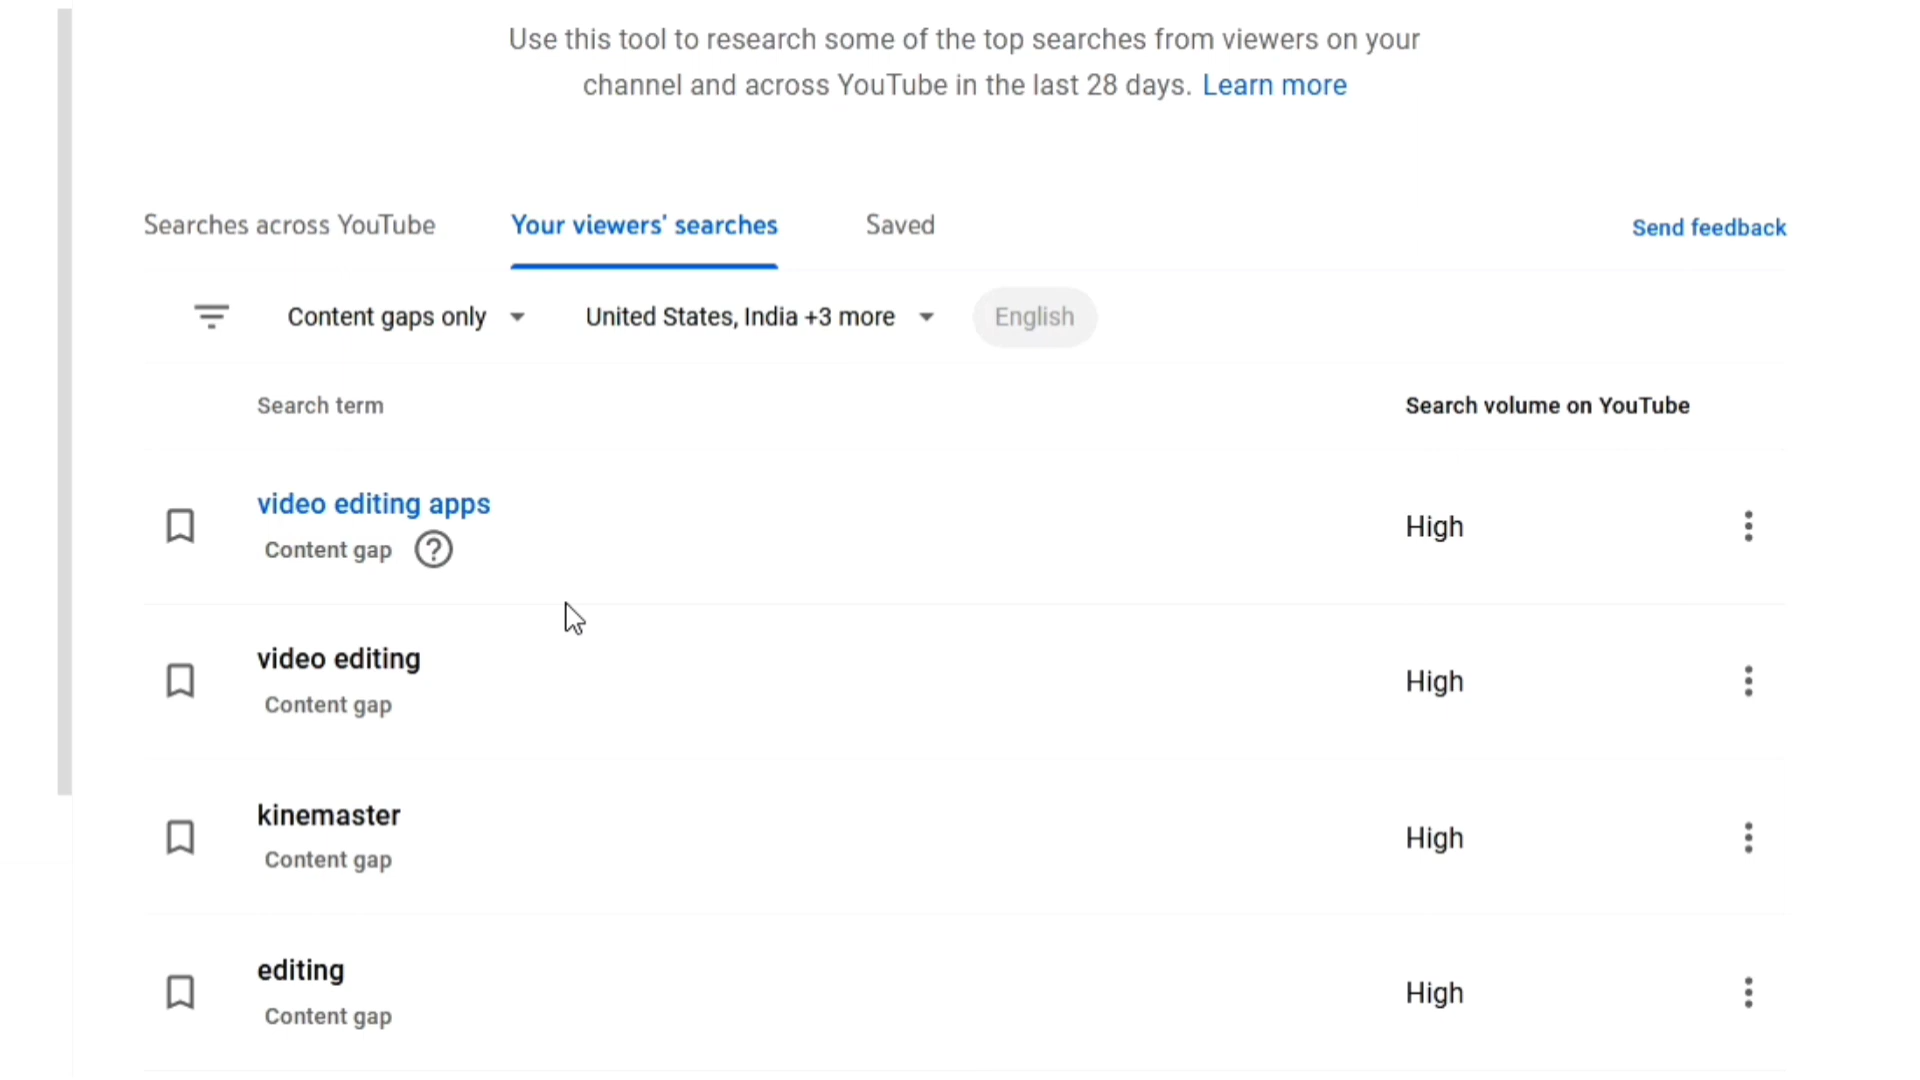 Use this tool to research some of the top searches from viewers on your
channel and across YouTube in the last 28 days. Learn more
Searches across YouTube Your viewers' searches Saved Send feedback
Content gaps only United States, India +3 more English
Search term Search volume on YouTube
video editing apps
Content gap ?
High
video editing
Content gap
High
kinemaster
Content gap
High
editing
Content gap
High